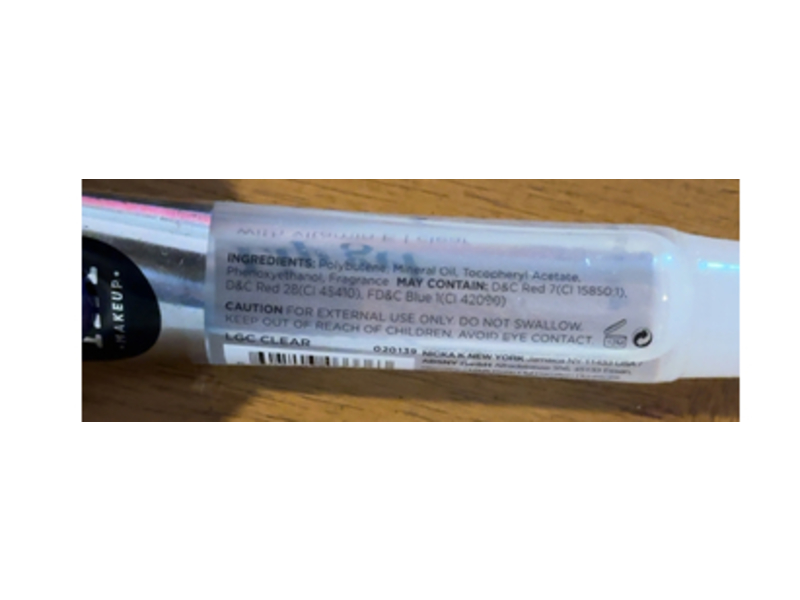 INGREDIENTS: Polybutene, Mineral Oil, Tocopheryl Acetate,
Phenoxyethanol, Fragrance MAY CONTAIN: D&C Red 7(CI 15850:1),
D&C Red 28(CI 45410), FD&C Blue 1(CI 42090)
CAUTION FOR EXTERNAL USE ONLY. DO NOT SWALLOW.
KEEP OUT OF REACH OF CHILDREN. AVOID EYE CONTACT.
LGC CLEAR
020139 NICKA K NEW YORK Jamaica NY 11433 USA /
•MAKEUP•